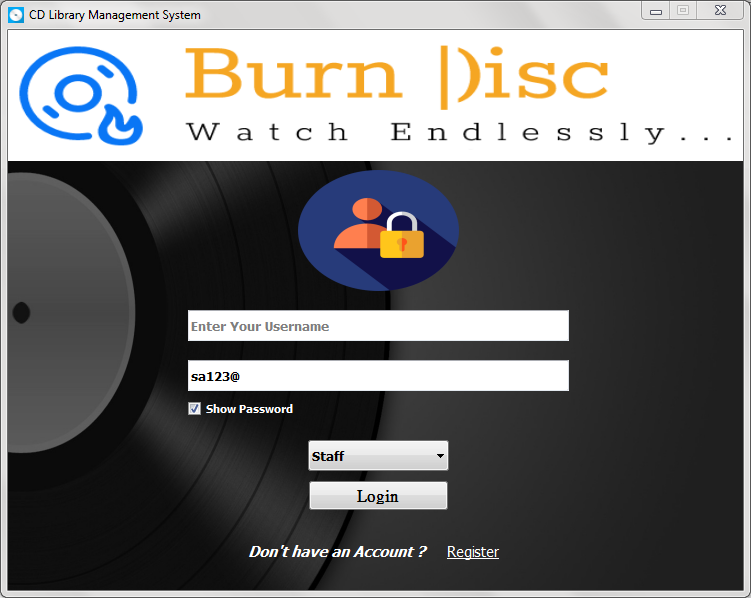 CD Library Management System
Burn |)isc
Watch Endlessly...
Enter Your Username
sa123@
Show Password
Staff
Login
Don't have an Account ? Register